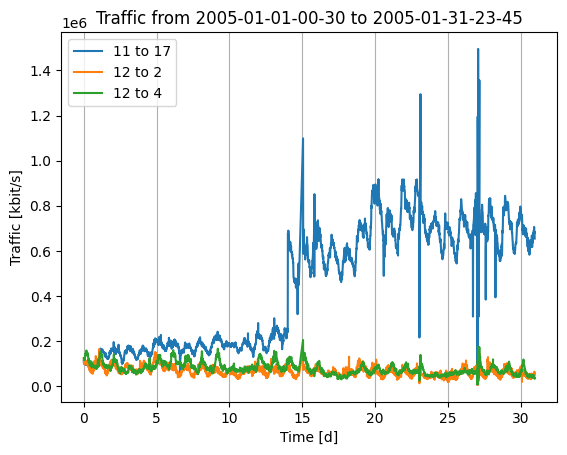 Traffic from 2005-01-01-00-30 to 2005-01-31-23-45
1e6
11 to 17
12 to 2
12 to 4
1.4
1.2
1.0
0.8
0.6
0.4
0.2
0.0
Traffic [kbit/s]
0 5 10 15 20 25 30
Time [d]